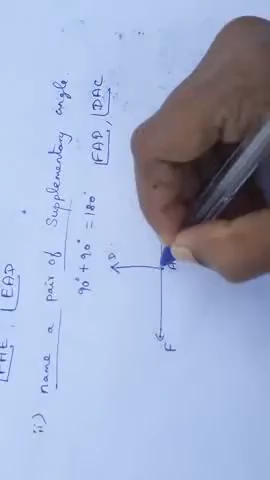 ∠FAE, ∠EAD
ii) name a pair of Supplementary angle.
90° + 90° = 180°
∠FAD, ∠DAC
D
F
A